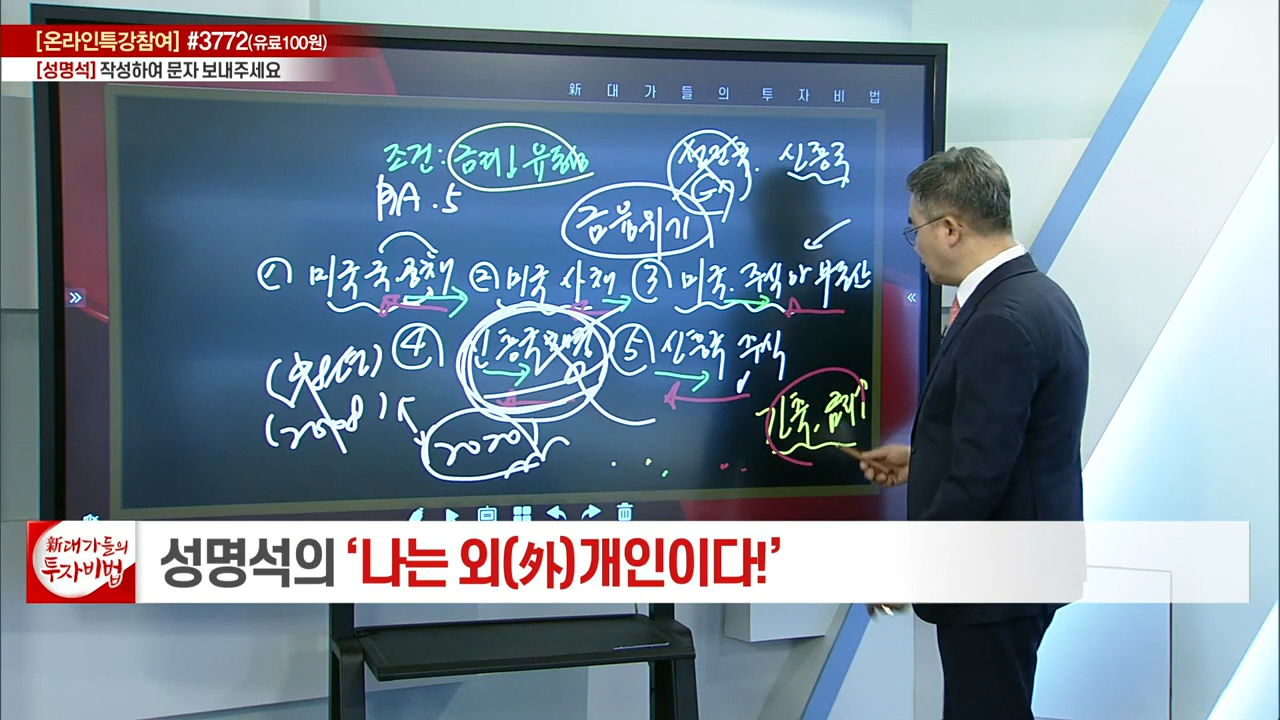 [온라인특강참여] #3772(유료100원)
[성명석] 작성하여 문자 보내주세요
新 대 가 들 의 투 자 비 법
조건: 금리↓ 유동성
선진국. 신흥국
금융위기
① 미국 국공채 ② 미국 사채 ③ 미국. 주식 and 부동산
④ ⑤ 신흥국 주식
(2008)
2020
긴축. 금리↑
新대가들의
투자비법
성명석의 ‘나는 외(外)개인이다!’